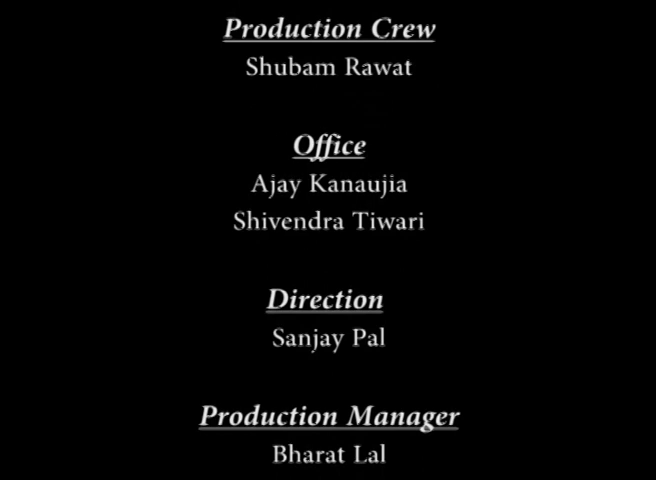 Production Crew
Shubam Rawat
Office
Ajay Kanaujia
Shivendra Tiwari
Direction
Sanjay Pal
Production Manager
Bharat Lal